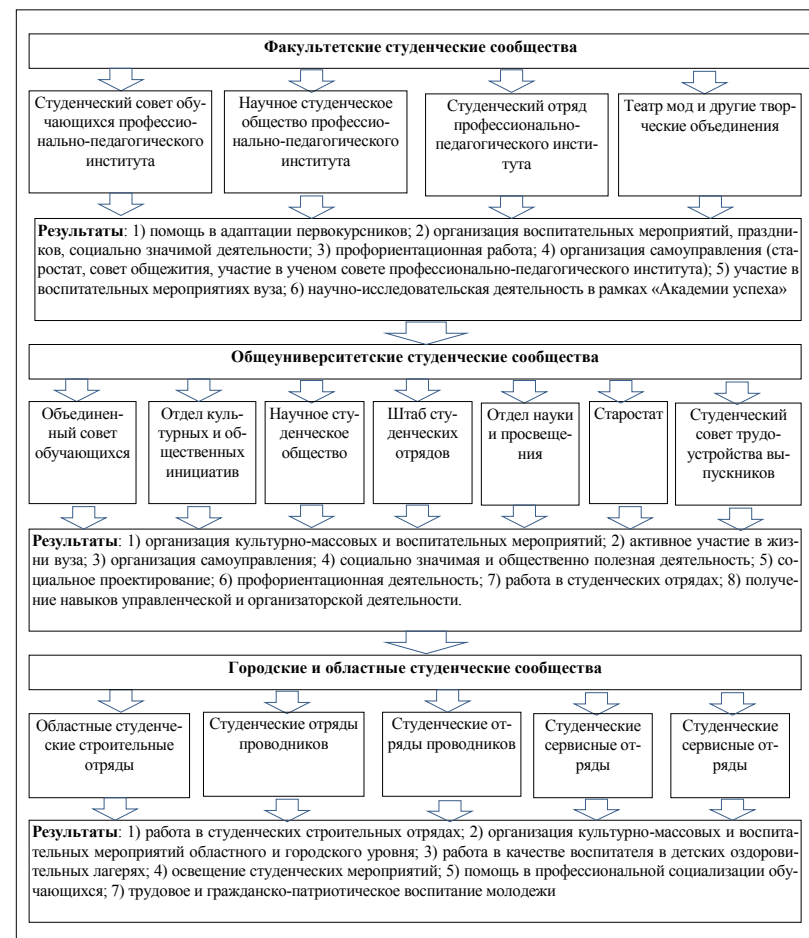 Факультетские студенческие сообщества
Студенческий совет обу-
чающихся профессио-
нально-педагогического
института
Научное студенческое
общество профессио-
нально-педагогического
института
Студенческий отряд
профессионально-
педагогического инсти-
тута
Театр мод и другие твор-
ческие объединения
Результаты: 1) помощь в адаптации первокурсников; 2) организация воспитательных мероприятий, праздни-
ков, социально значимой деятельности; 3) профориентационная работа; 4) организация самоуправления (ста-
ростат, совет общежития, участие в ученом совете профессионально-педагогического института); 5) участие в
воспитательных мероприятиях вуза; 6) научно-исследовательская деятельность в рамках «Академии успеха»
Общеуниверситетские студенческие сообщества
Объединен-
ный совет
обучающихся
Отдел куль-
турных и об-
щественных
инициатив
Научное сту-
денческое
общество
Штаб сту-
денческих
отрядов
Отдел науки
и просвеще-
ния
Старостат
Студенческий
совет трудо-
устройства вы-
пускников
Результаты: 1) организация культурно-массовых и воспитательных мероприятий; 2) активное участие в жиз-
ни вуза; 3) организация самоуправления; 4) социально значимая и общественно полезная деятельность; 5) со-
циальное проектирование; 6) профориентационная деятельность; 7) работа в студенческих отрядах; 8) получе-
ние навыков управленческой и организаторской деятельности.
Городские и областные студенческие сообщества
Областные студенче-
ские строительные
отряды
Студенческие отряды
проводников
Студенческие от-
ряды проводников
Студенческие
сервисные от-
ряды
Студенческие
сервисные от-
ряды
Результаты: 1) работа в студенческих строительных отрядах; 2) организация культурно-массовых и воспита-
тельных мероприятий областного и городского уровня; 3) работа в качестве воспитателя в детских оздорови-
тельных лагерях; 4) освещение студенческих мероприятий; 5) помощь в профессиональной социализации обу-
чающихся; 7) трудовое и гражданско-патриотическое воспитание молодежи